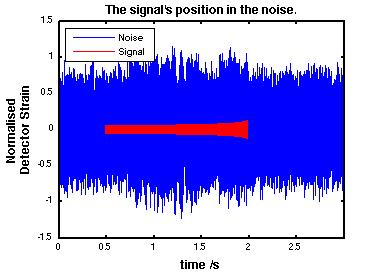 The signal's position in the noise.
1.5
Noise
Signal
1
0.5
0
-0.5
-1
-1.5
Normalised
Detector Strain
0 0.5 1 1.5 2 2.5
time /s